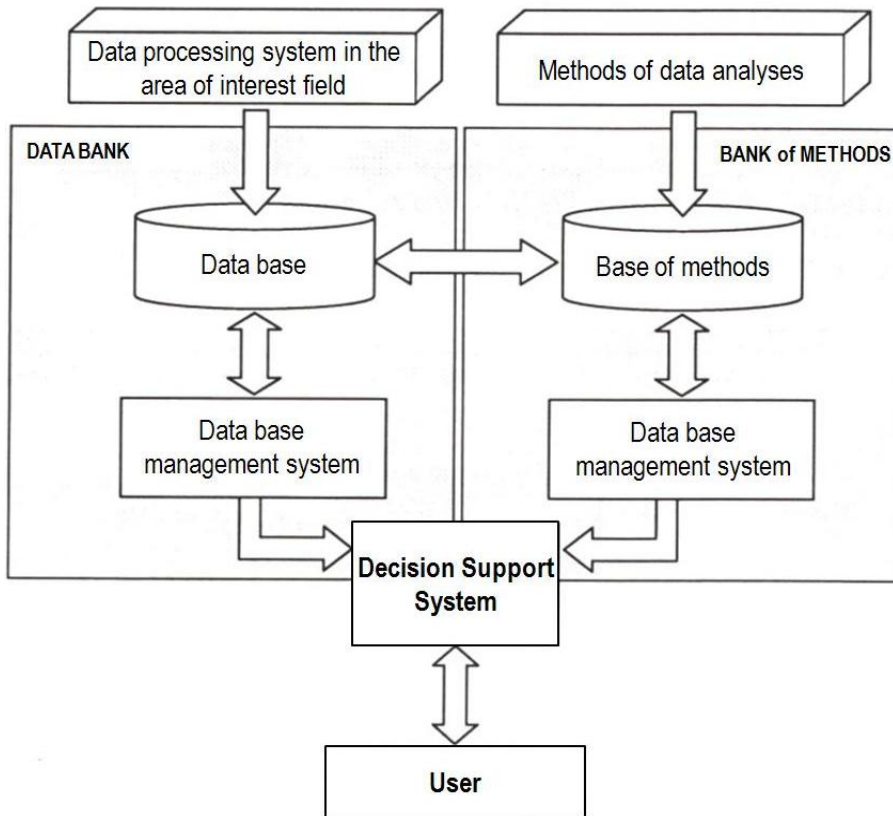 Data processing system in the
area of interest field
Methods of data analyses
DATA BANK
BANK of METHODS
Data base
Base of methods
Data base
management system
Data base
management system
Decision Support
System
User